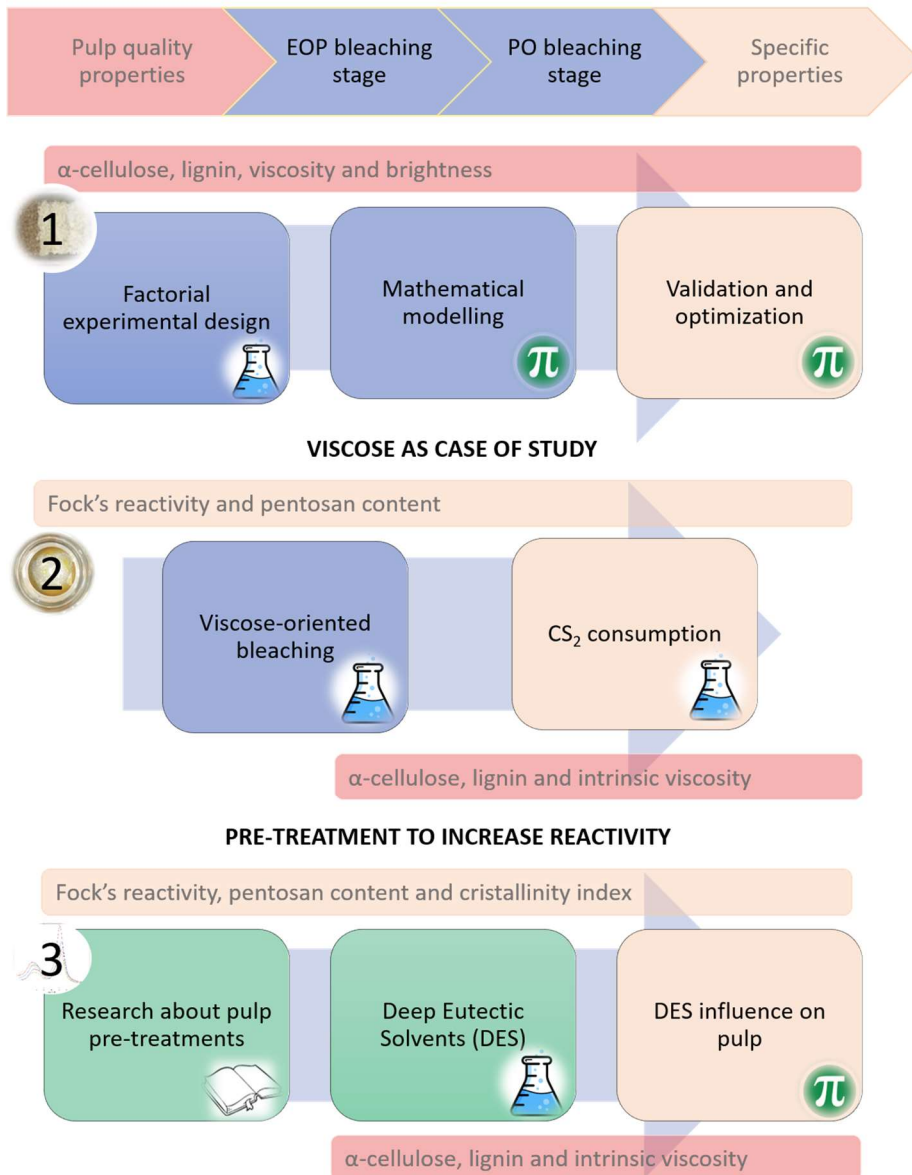 Pulp quality
properties
EOP bleaching
stage
PO bleaching
stage
Specific
properties
α-cellulose, lignin, viscosity and brightness
1
Factorial
experimental design
Mathematical
modelling
π
Validation and
optimization
π
VISCOSE AS CASE OF STUDY
Fock's reactivity and pentosan content
2
Viscose-oriented
bleaching
CS₂ consumption
α-cellulose, lignin and intrinsic viscosity
PRE-TREATMENT TO INCREASE REACTIVITY
Fock's reactivity, pentosan content and cristallinity index
3
Research about pulp
pre-treatments
Deep Eutectic
Solvents (DES)
DES influence on
pulp
π
α-cellulose, lignin and intrinsic viscosity